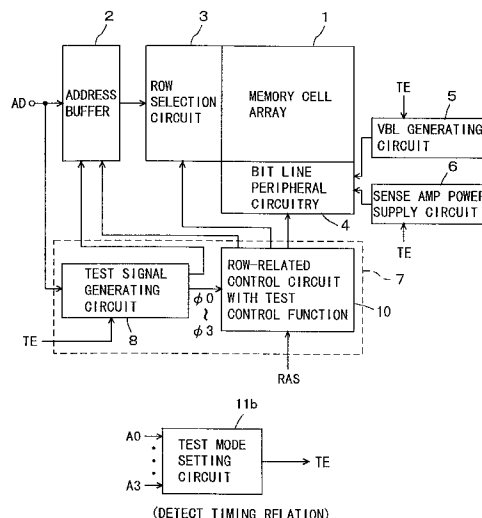 2
3
1
AD
ADDRESS
BUFFER
ROW
SELECTION
CIRCUIT
MEMORY CELL
ARRAY
TE
5
VBL GENERATING
CIRCUIT
6
BIT LINE
PERIPHERAL
CIRCUITRY
SENSE AMP POWER
SUPPLY CIRCUIT
4
TE
TEST SIGNAL
GENERATING
CIRCUIT
ϕ0
~
ϕ3
ROW-RELATED
CONTROL CIRCUIT
WITH TEST
CONTROL FUNCTION
7
TE
8
10
RAS
11b
A0
A3
TEST MODE
SETTING
CIRCUIT
TE
(DETECT TIMING RELATION)